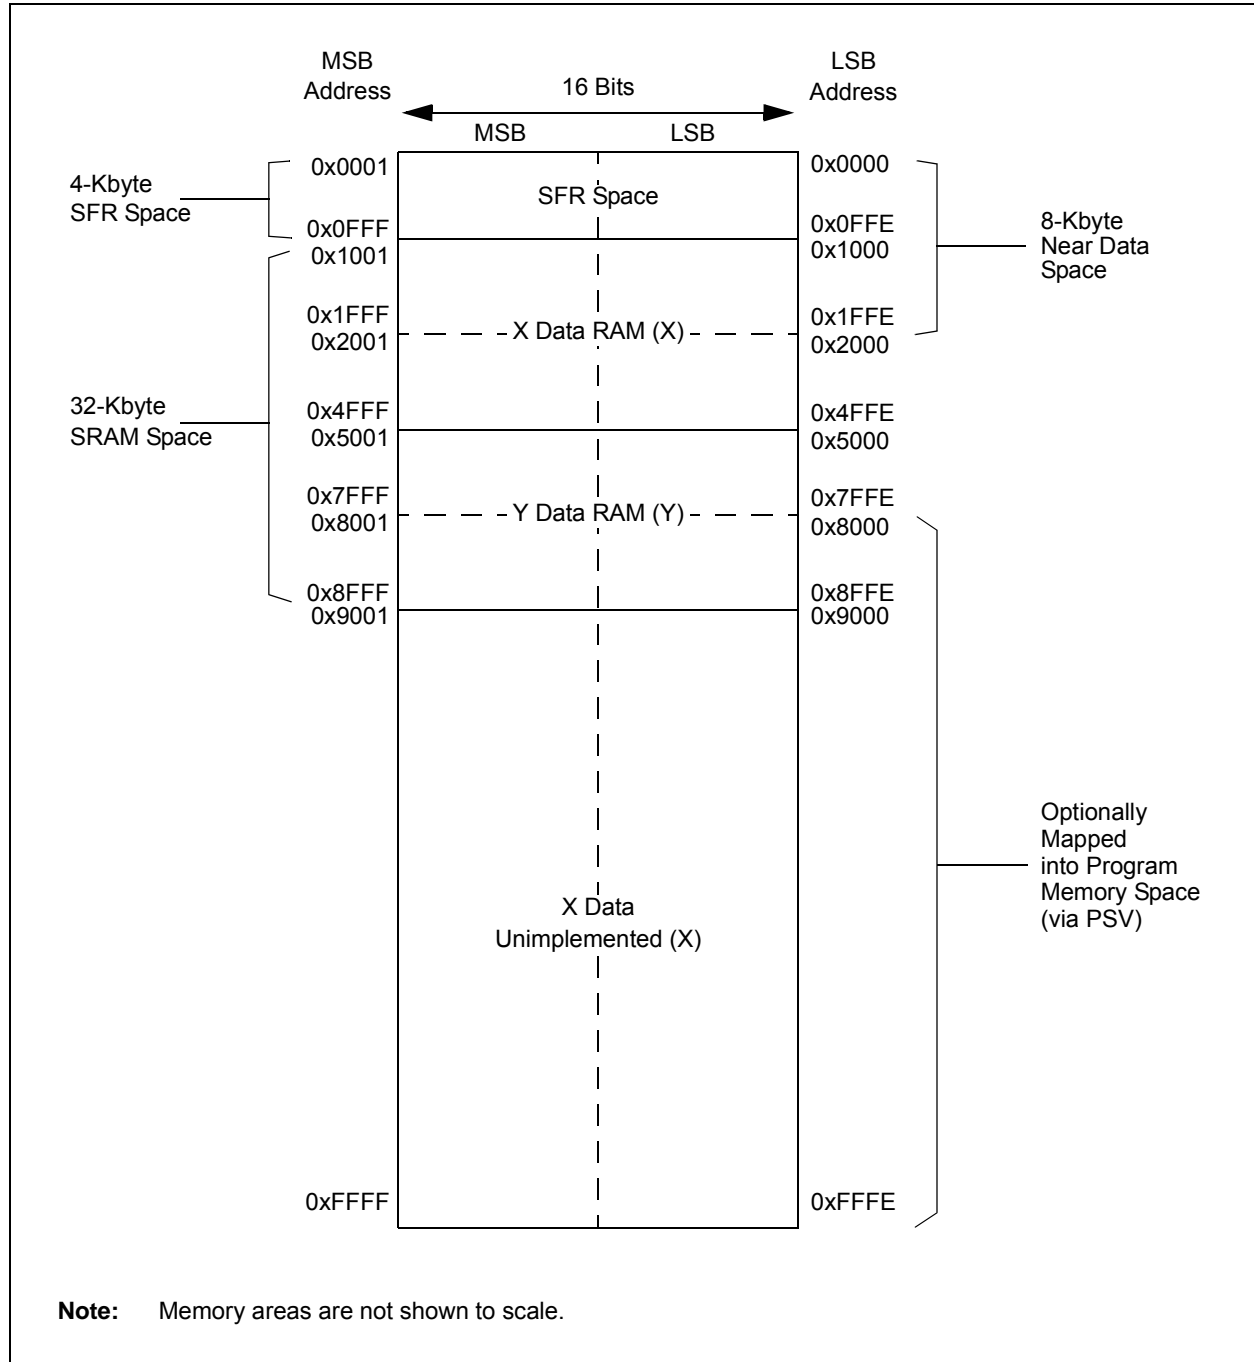 MSB
Address
16 Bits
LSB
Address
MSB
LSB
0x0001
0x0000
4-Kbyte
SFR Space
SFR Space
0x0FFF
0x0FFE
0x1001
0x1000
8-Kbyte
Near Data
Space
0x1FFF
0x1FFE
X Data RAM (X)
0x2001
0x2000
32-Kbyte
SRAM Space
0x4FFF
0x4FFE
0x5001
0x5000
0x7FFF
0x7FFE
Y Data RAM (Y)
0x8001
0x8000
0x8FFF
0x8FFE
0x9001
0x9000
Optionally
Mapped
into Program
Memory Space
(via PSV)
X Data
Unimplemented (X)
0xFFFF
0xFFFE
Note: Memory areas are not shown to scale.